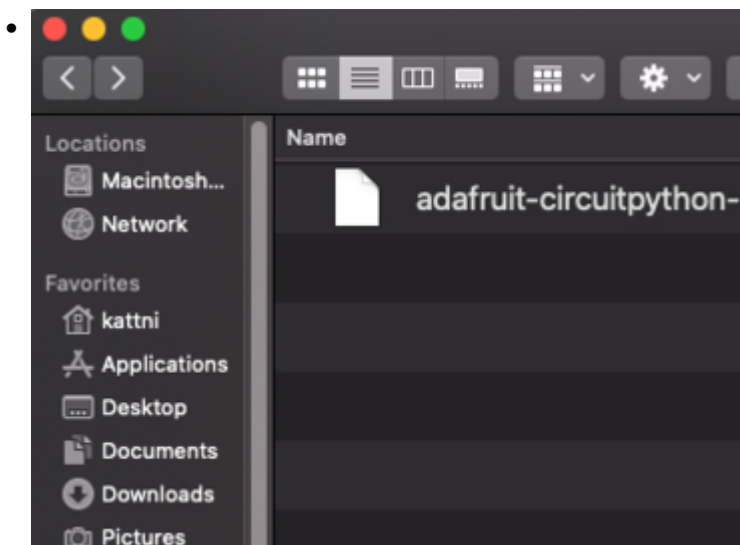 Locations
Macintosh...
Network
Favorites
kattni
Applications
Desktop
Documents
Downloads
Pictures
Name
adafruit-circuitpython-